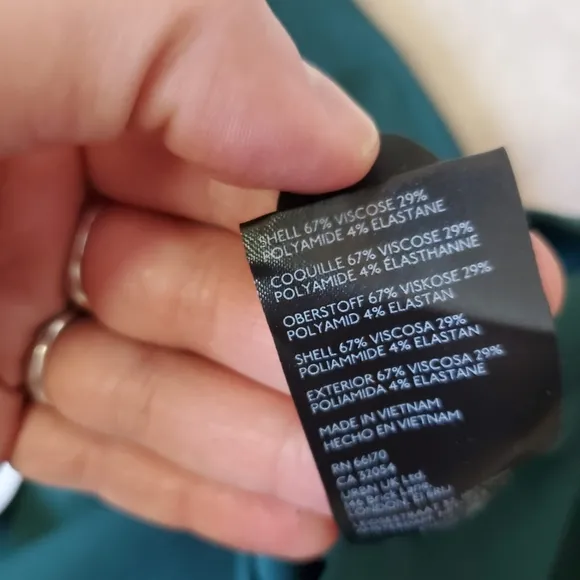 SHELL 67% VISCOSE 29%
POLYAMIDE 4% ELASTANE
COQUILLE 67% VISCOSE 29%
POLYAMIDE 4% ÉLASTHANNE
OBERSTOFF 67% VISKOSE 29%
POLYAMID 4% ELASTAN
SHELL 67% VISCOSA 29%
POLIAMMIDE 4% ELASTAN
EXTERIOR 67% VISCOSA 29%
POLIAMIDA 4% ELASTANE
MADE IN VIETNAM
HECHO EN VIETNAM
RN 66170
CA 32054
URBN UK Ltd.